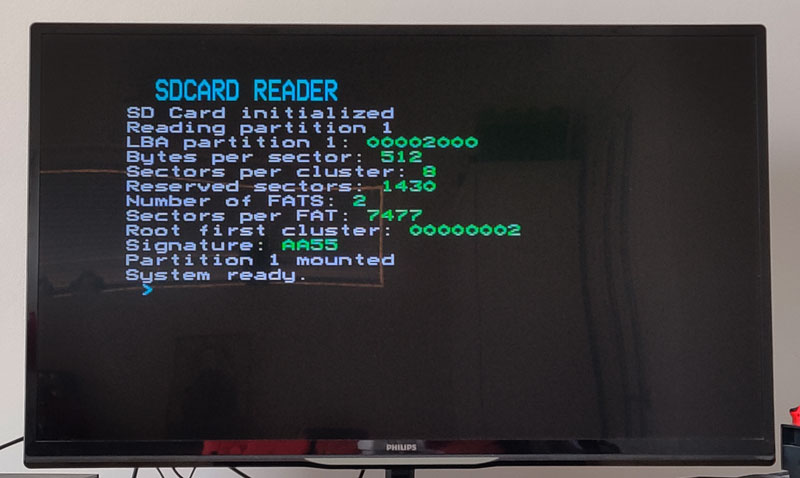 SDCARD READER
SD Card initialized
Reading partition 1
LBA partition 1: 00002000
Bytes per sector: 512
Sectors per cluster: 8
Reserved sectors: 1430
Number of FATS: 2
Sectors per FAT: 7477
Root first cluster: 00000002
Signature: AA55
Partition 1 mounted
System ready.
>
PHILIPS